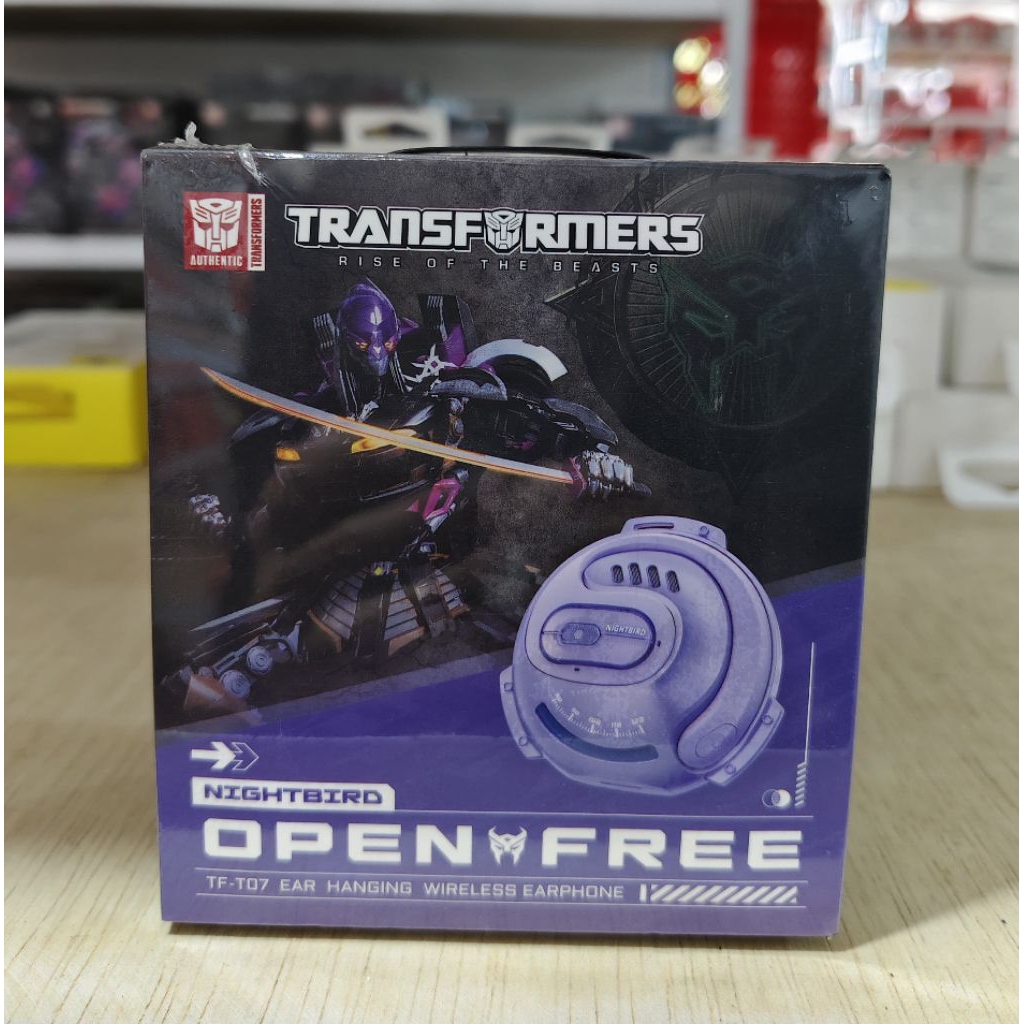 AUTHENTIC
TRANSFORMERS
TRANSFORMERS
RISE OF THE BEASTS
NIGHTBIRD
NIGHTBIRD
OPEN FREE
TF-T07 EAR HANGING WIRELESS EARPHONE